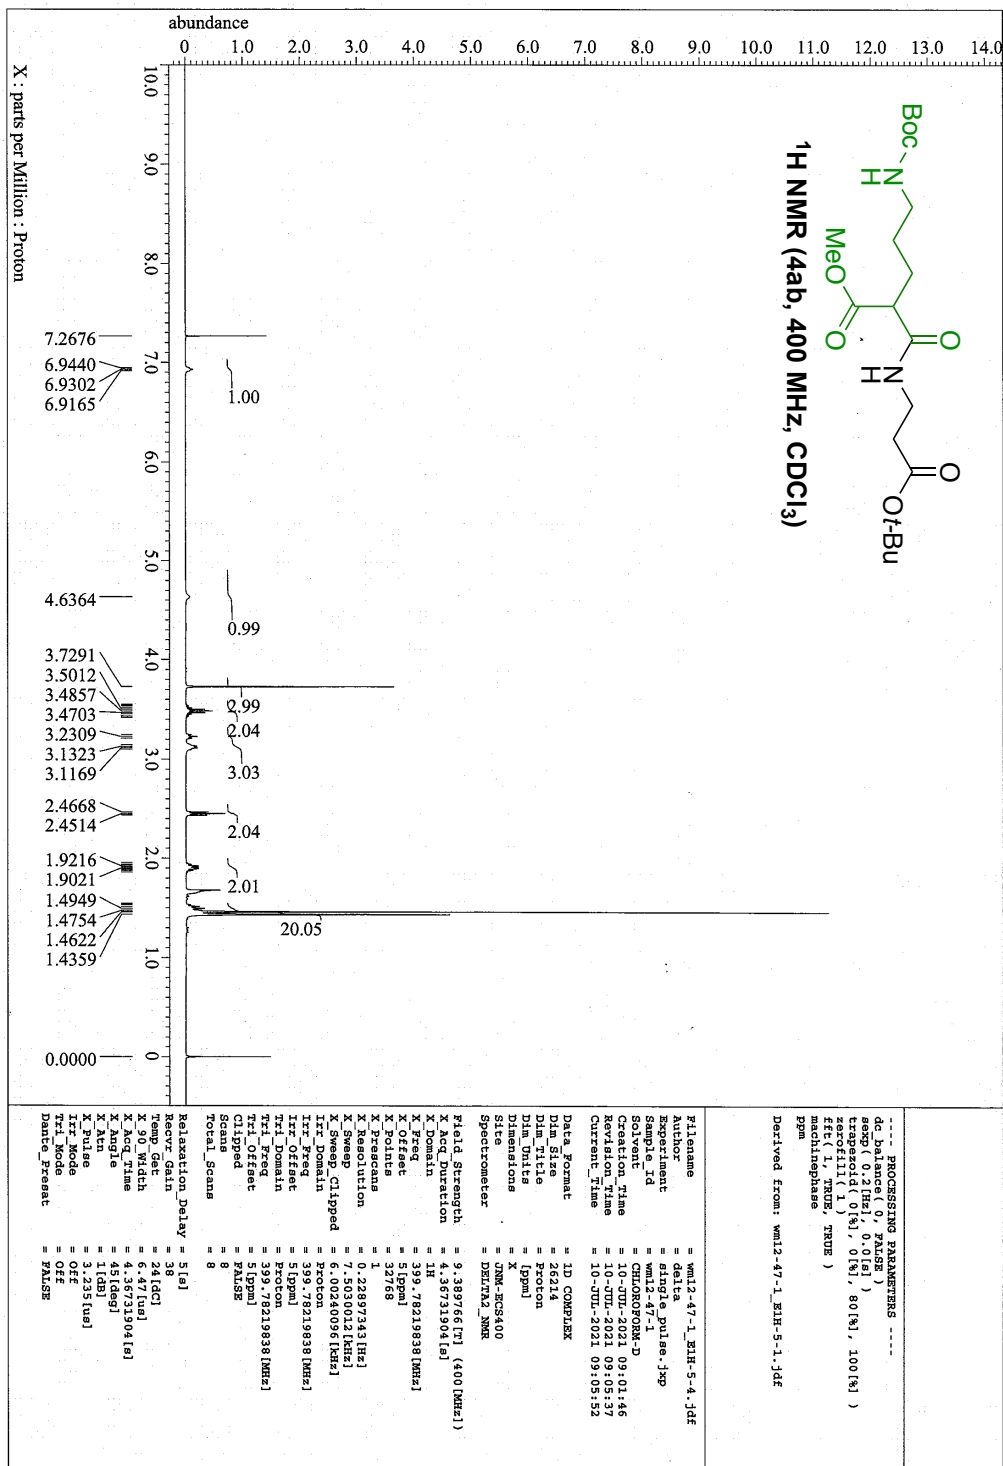 Boc
N
H
MeO
O
O
N
H
O
Ot-Bu
¹H NMR (4ab, 400 MHz, CDCl₃)
abundance
0 1.0 2.0 3.0 4.0 5.0 6.0 7.0 8.0 9.0 10.0 11.0 12.0 13.0 14.0
1.00
0.99
2.99
2.04
3.03
2.04
2.01
20.05
10.0 9.0 8.0 7.0 6.0 5.0 4.0 3.0 2.0 1.0 0
7.2676
6.9440
6.9302
6.9165
4.6364
3.7291
3.5012
3.4857
3.4703
3.2309
3.1323
3.1169
2.4668
2.4514
1.9216
1.9021
1.4949
1.4754
1.4622
1.4359
0.0000
X : parts per Million : Proton
---- PROCESSING PARAMETERS ----
dc_balance( 0, FALSE )
sexp( 0.2[Hz], 0.0[s] )
trapezoid( 0[%], 0[%], 80[%], 100[%] )
zerofill( 1 )
fft( 1, TRUE, TRUE )
machinephase
ppm
Derived from: wml2-47-1_E1H-5-1.jdf
Filename = wml2-47-1_E1H-5-4.jdf
Author = delta
Experiment = single_pulse.jxp
Sample_Id = wml2-47-1
Solvent = CHLOROFORM-D
Creation_Time = 10-JUL-2021 09:01:46
Revision_Time = 10-JUL-2021 09:05:37
Current_Time = 10-JUL-2021 09:05:52
Data_Format = 1D COMPLEX
Dim_Size = 26214
Dim_Title = Proton
Dim_Units = [ppm]
Dimensions = X
Site = JNM-ECS400
Spectrometer = DELTA2_NMR
Field_Strength = 9.389766[T] (400[MHz])
X_Acq_Duration = 4.36731904[s]
X_Domain = 1H
X_Freq = 399.78219838[MHz]
X_Offset = 5[ppm]
X_Points = 32768
X_Prescans = 1
X_Resolution = 0.22897343[Hz]
X_Sweep = 7.5030012[kHz]
X_Sweep_Clipped = 6.00240096[kHz]
Irr_Domain = Proton
Irr_Freq = 399.78219838[MHz]
Irr_Offset = 5[ppm]
Tri_Domain = Proton
Tri_Freq = 399.78219838[MHz]
Tri_Offset = 5[ppm]
Clipped = FALSE
Scans = 8
Total_Scans = 8
Relaxation_Delay = 5[s]
Recvr_Gain = 38
Temp_Get = 24[dC]
X_90_Width = 6.47[us]
X_Acq_Time = 4.36731904[s]
X_Angle = 45[deg]
X_Atn = 1[dB]
X_Pulse = 3.235[us]
Irr_Mode = Off
Tri_Mode = Off
Dante_Presat = FALSE